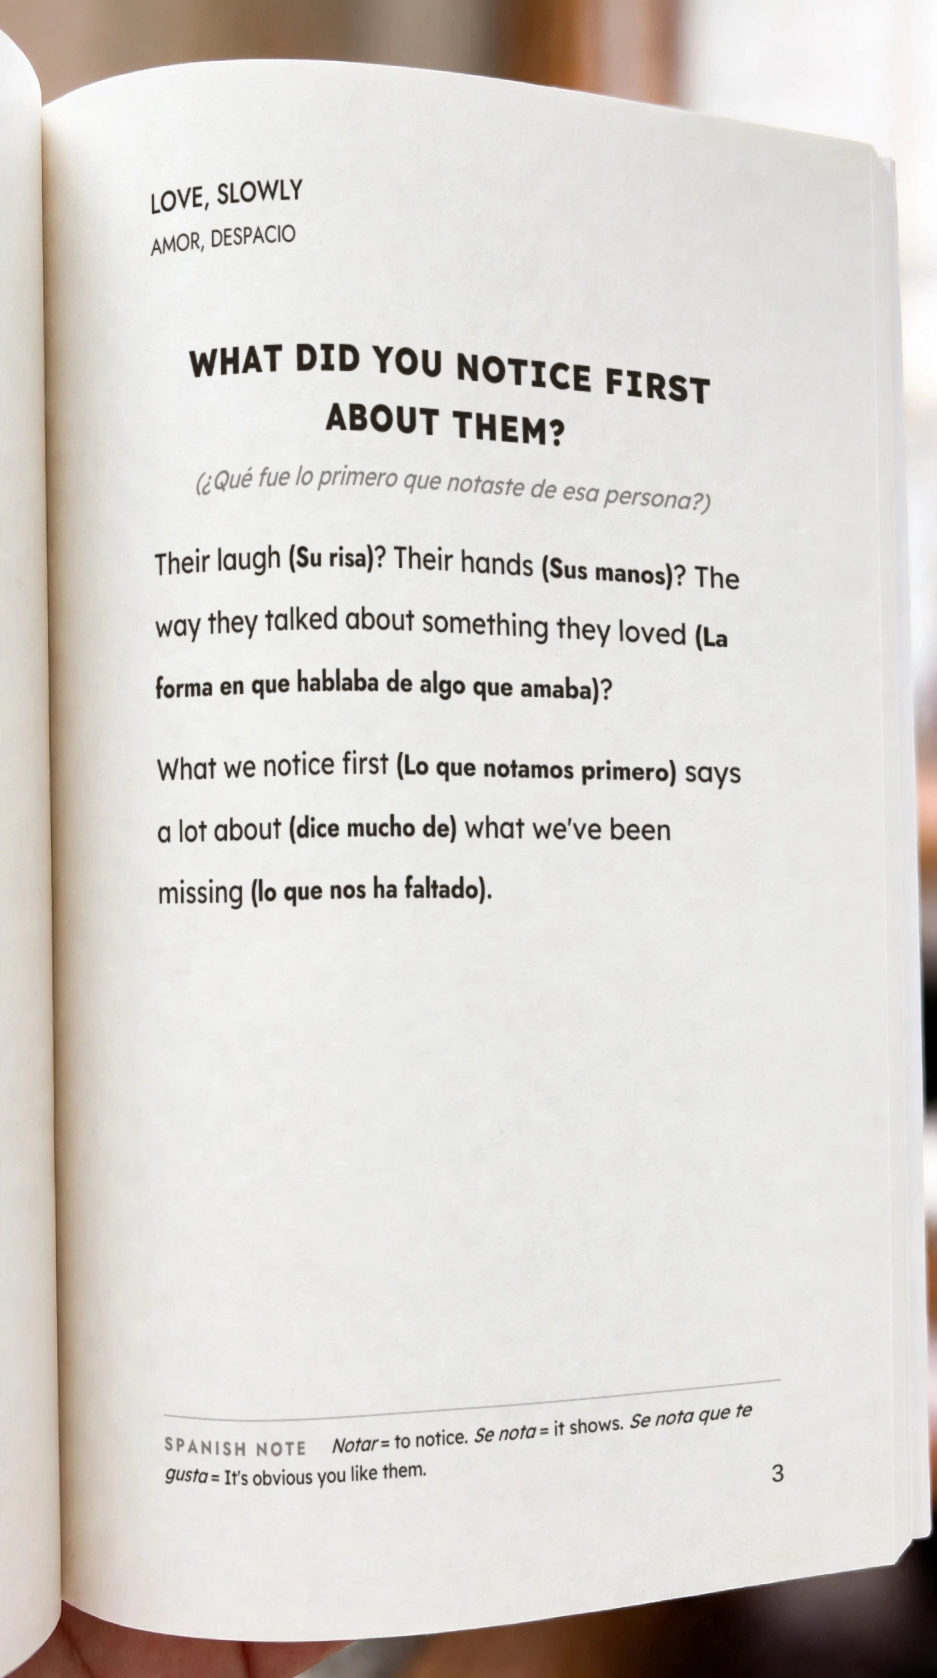 LOVE, SLOWLY
AMOR, DESPACIO
WHAT DID YOU NOTICE FIRST
ABOUT THEM?
(¿Qué fue lo primero que notaste de esa persona?)
Their laugh (Su risa)? Their hands (Sus manos)? The
way they talked about something they loved (La
forma en que hablaba de algo que amaba)?
What we notice first (Lo que notamos primero) says
a lot about (dice mucho de) what we've been
missing (lo que nos ha faltado).
SPANISH NOTE Notar = to notice. Se nota = it shows. Se nota que te
gusta = It's obvious you like them.
3